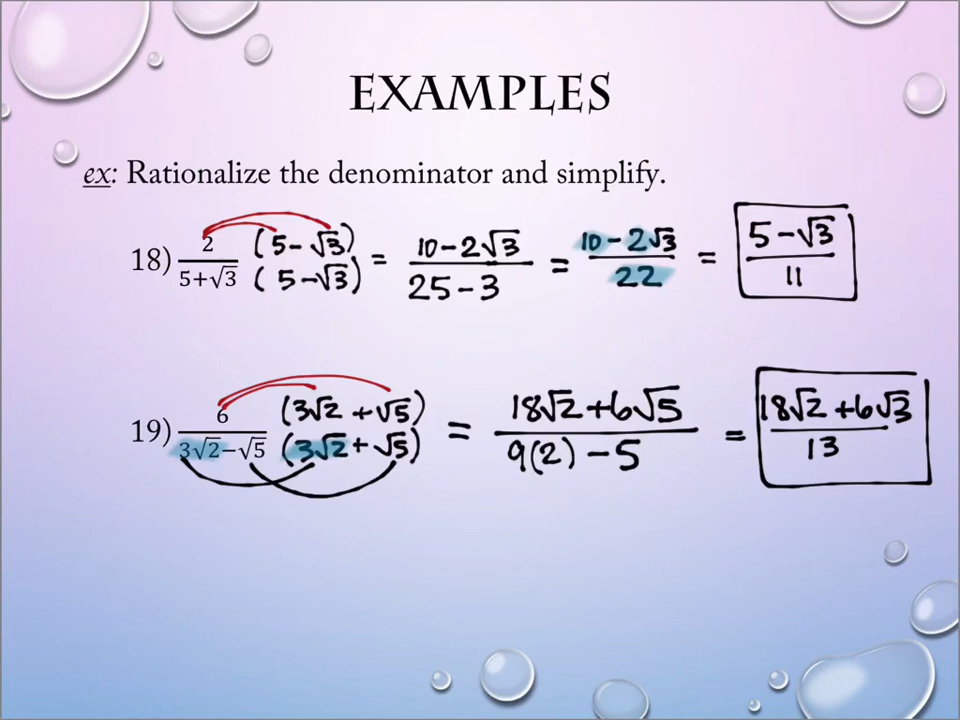 EXAMPLES
ex: Rationalize the denominator and simplify.
18) 2/(5+√3) (5-√3)/(5-√3) = (10-2√3)/(25-3) = (10-2√3)/22 = (5-√3)/11
19) 6/(3√2-√5) (3√2+√5)/(3√2+√5) = (18√2+6√5)/(9(2)-5) = (18√2+6√3)/13